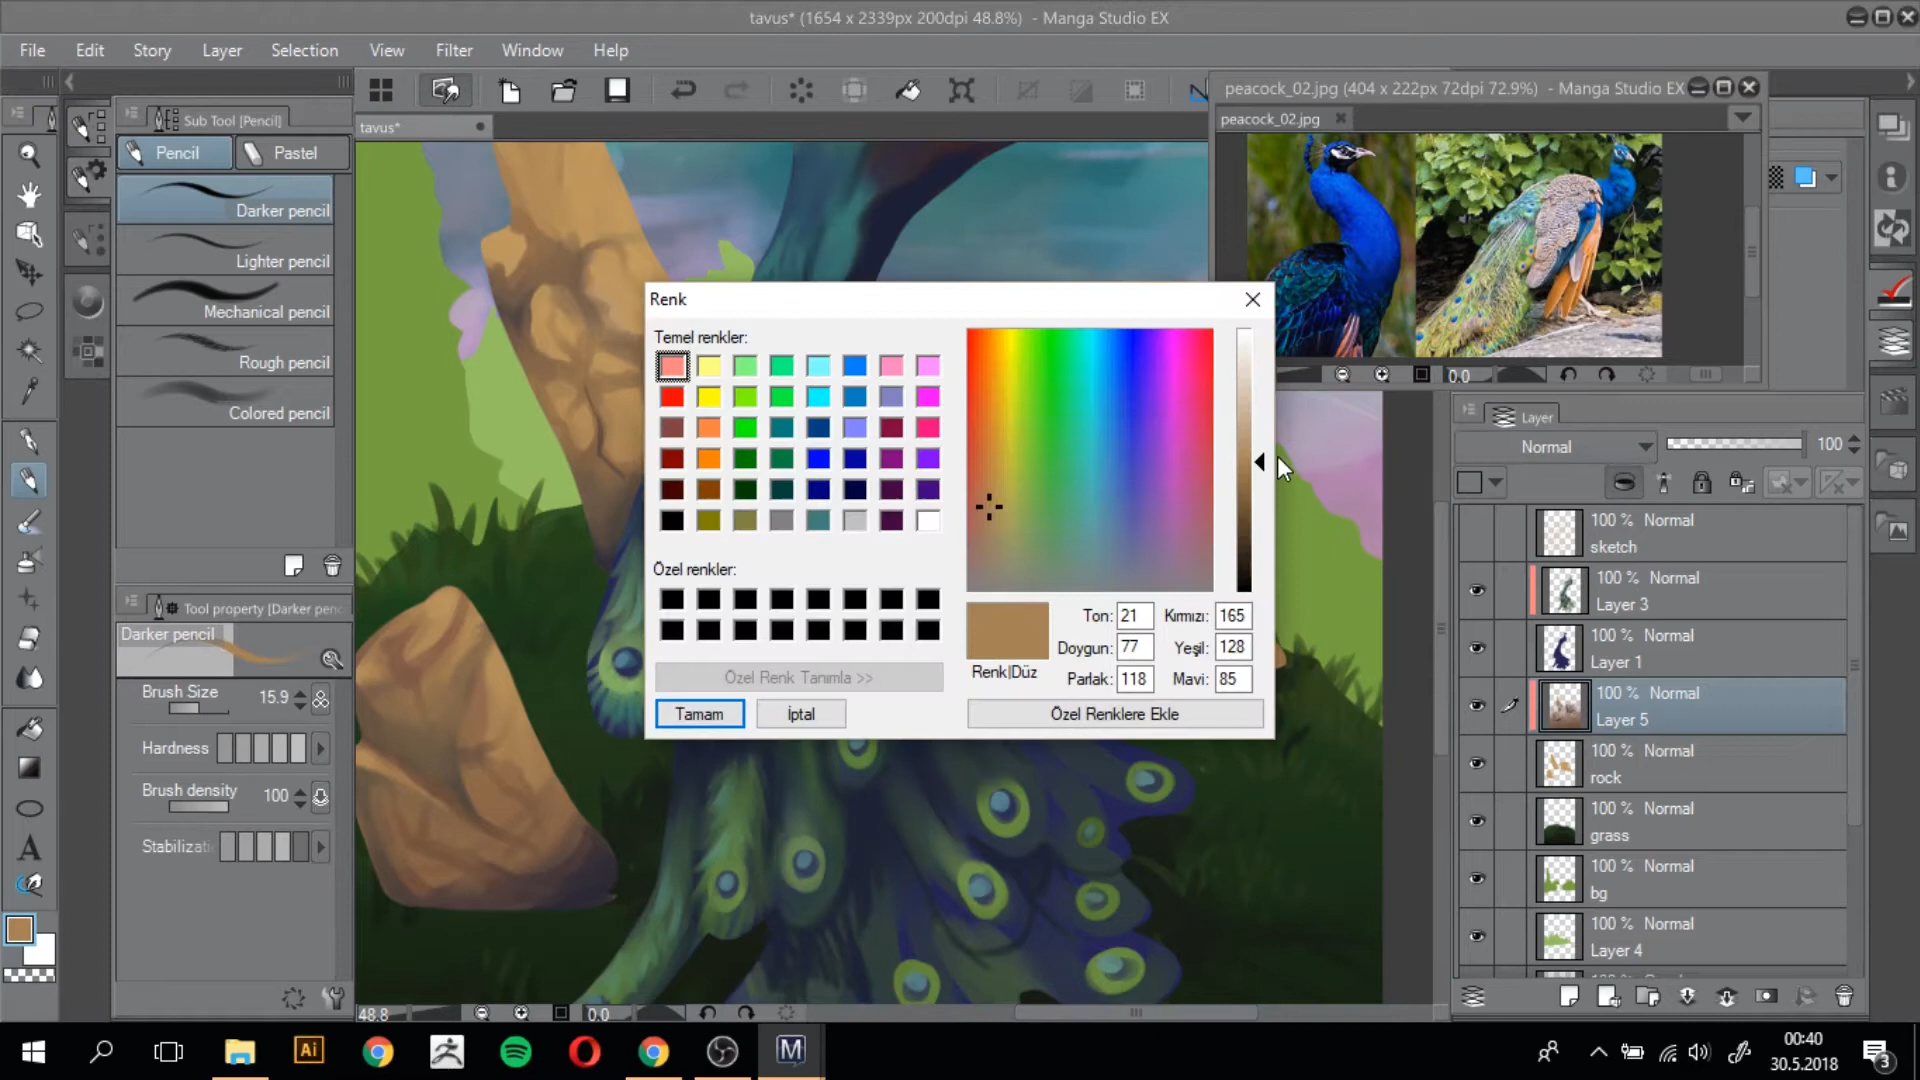 tavus* (1654 x 2339px 200dpi 48.8%) - Manga Studio EX
File Edit Story Layer Selection View Filter Window Help
Sub Tool [Pencil]
Pencil Pastel
Darker pencil
Lighter pencil
Mechanical pencil
Rough pencil
Colored pencil
Tool property [Darker penc
Darker pencil
Brush Size 15.9
Hardness
Brush density 100
Stabilizati
tavus*
peacock_02.jpg (404 x 222px 72dpi 72.9%) - Manga Studio EX
peacock_02.jpg
0.0
Renk
Temel renkler:
Özel renkler:
Özel Renk Tanımla >>
Tamam İptal
Renk|Düz
Ton: 21 Kırmızı: 165
Doygun: 77 Yeşil: 128
Parlak: 118 Mavi: 85
Özel Renklere Ekle
Layer
Normal 100
100 % Normal
sketch
100 % Normal
Layer 3
100 % Normal
Layer 1
100 % Normal
Layer 5
100 % Normal
rock
100 % Normal
grass
100 % Normal
bg
100 % Normal
Layer 4
48.8 0.0
Ai
M
00:40
30.5.2018
3